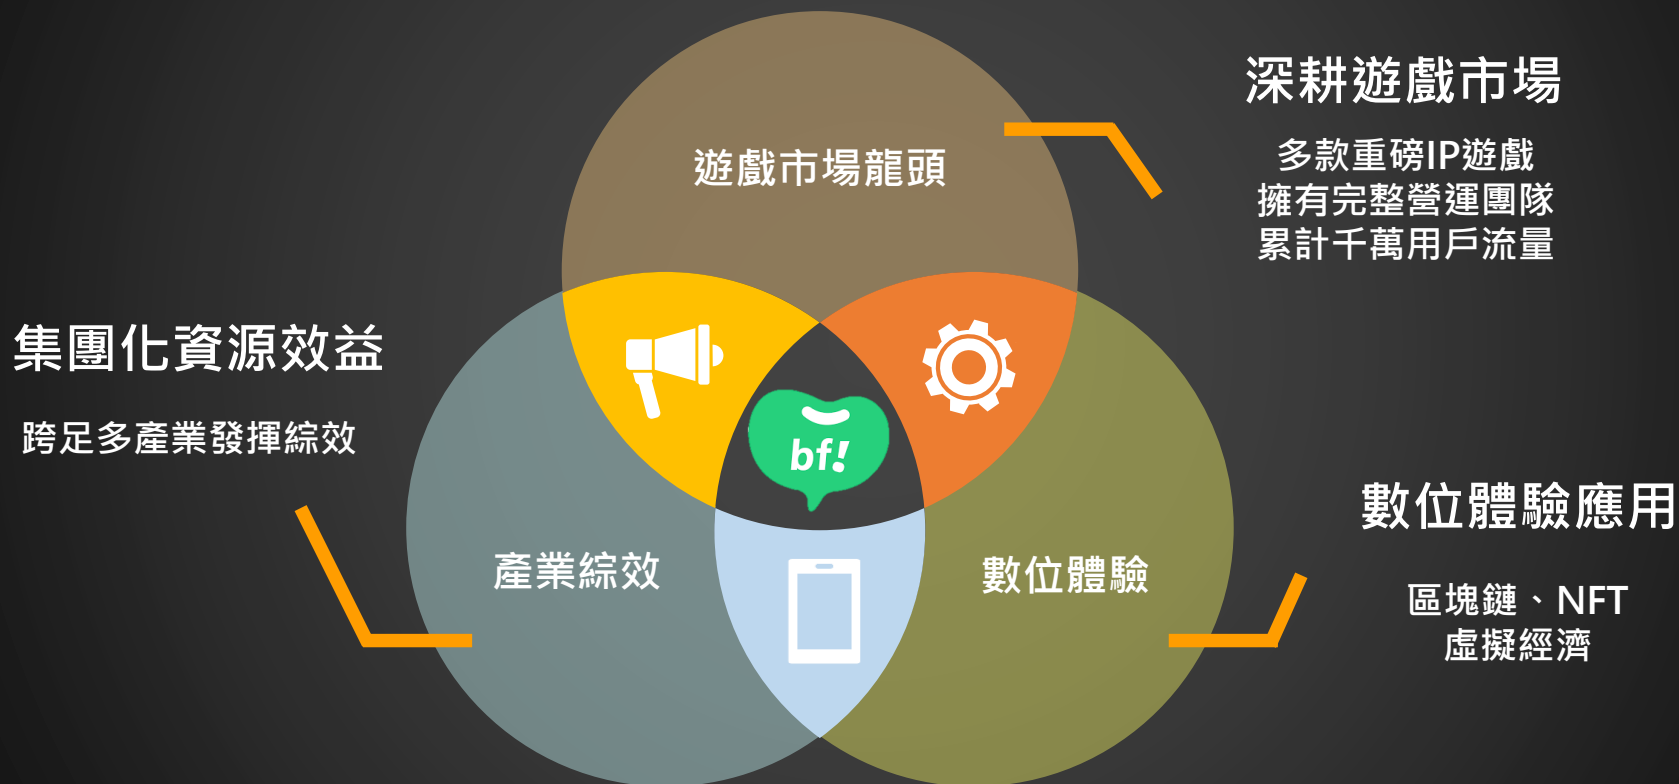 深耕遊戲市場
多款重磅IP遊戲
擁有完整營運團隊
累計千萬用戶流量
遊戲市場龍頭
集團化資源效益
跨足多產業發揮綜效
bf!
數位體驗應用
區塊鏈、NFT
虛擬經濟
產業綜效
數位體驗